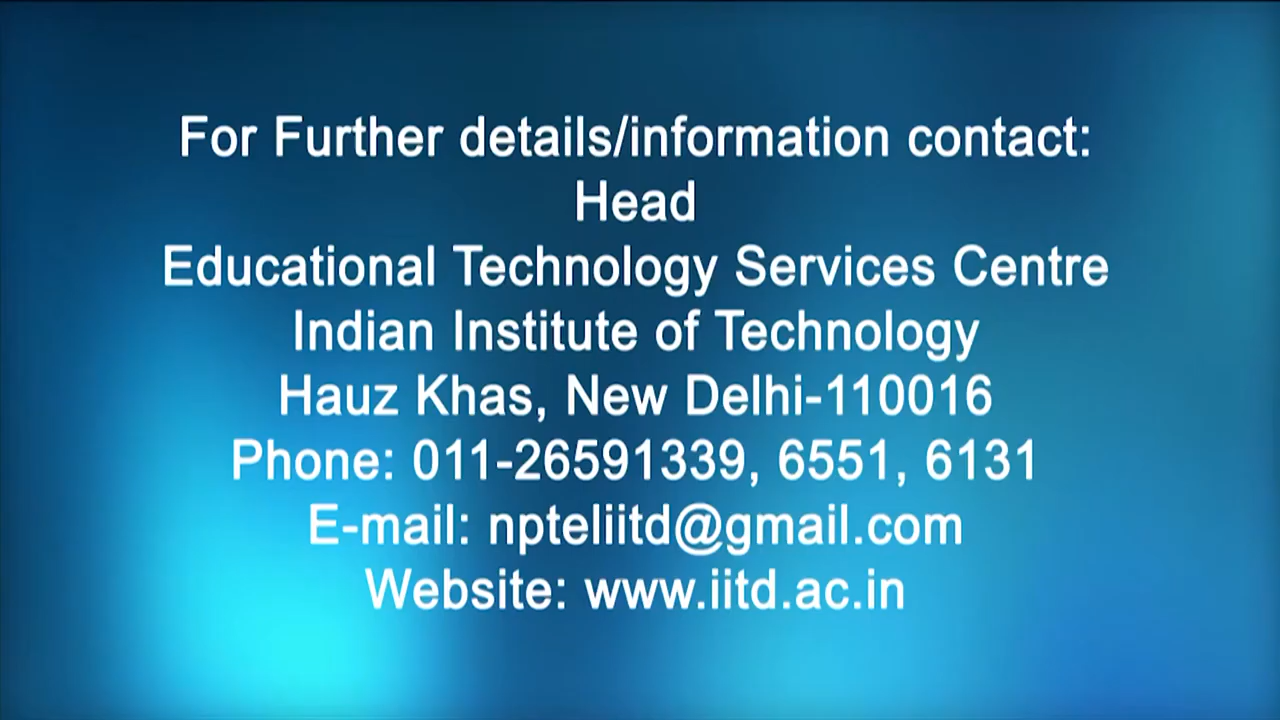 For Further details/information contact:
Head
Educational Technology Services Centre
Indian Institute of Technology
Hauz Khas, New Delhi-110016
Phone: 011-26591339, 6551, 6131
E-mail: npteliitd@gmail.com
Website: www.iitd.ac.in